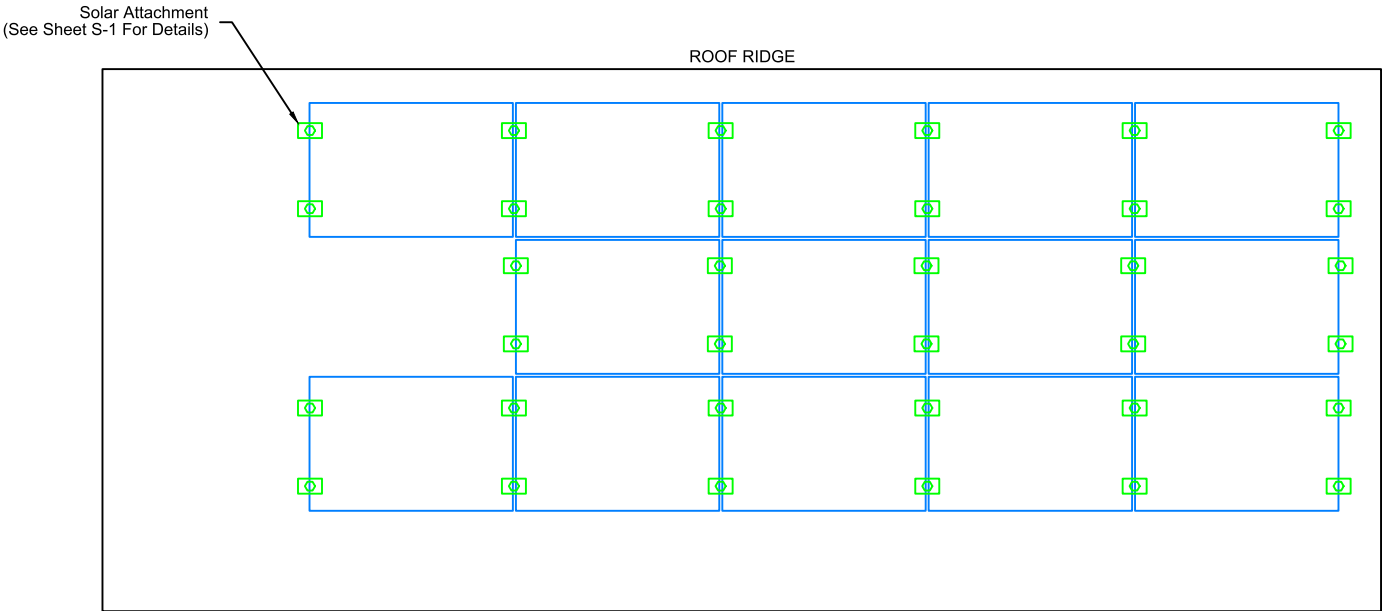 Solar Attachment
(See Sheet S-1 For Details)
ROOF RIDGE